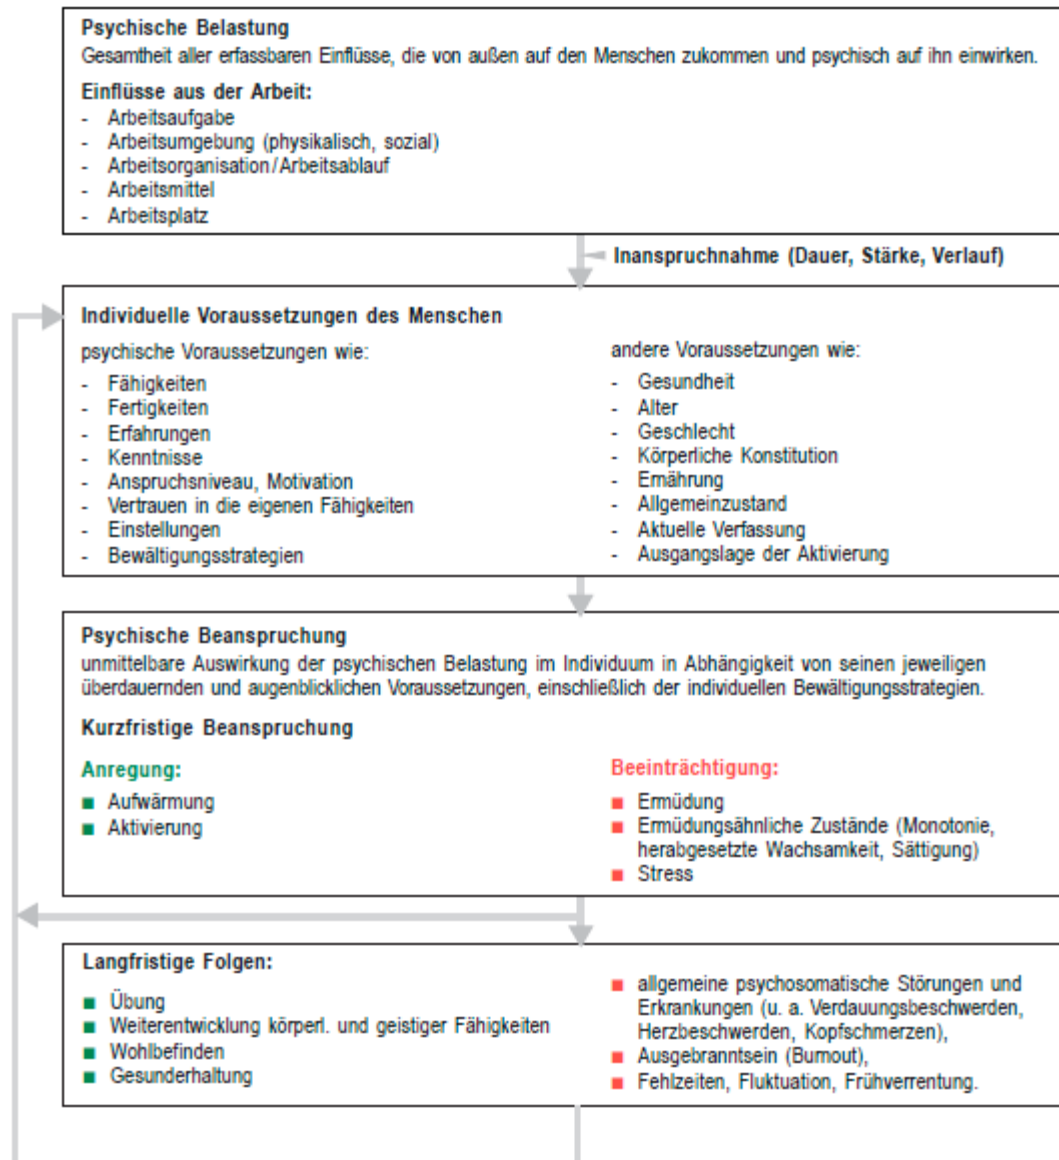 Psychische Belastung
Gesamtheit aller erfassbaren Einflüsse, die von außen auf den Menschen zukommen und psychisch auf ihn einwirken.
Einflüsse aus der Arbeit:
- Arbeitsaufgabe
- Arbeitsumgebung (physikalisch, sozial)
- Arbeitsorganisation/Arbeitsablauf
- Arbeitsmittel
- Arbeitsplatz
Inanspruchnahme (Dauer, Stärke, Verlauf)
Individuelle Voraussetzungen des Menschen
psychische Voraussetzungen wie:
- Fähigkeiten
- Fertigkeiten
- Erfahrungen
- Kenntnisse
- Anspruchsniveau, Motivation
- Vertrauen in die eigenen Fähigkeiten
- Einstellungen
- Bewältigungsstrategien
andere Voraussetzungen wie:
- Gesundheit
- Alter
- Geschlecht
- Körperliche Konstitution
- Ernährung
- Allgemeinzustand
- Aktuelle Verfassung
- Ausgangslage der Aktivierung
Psychische Beanspruchung
unmittelbare Auswirkung der psychischen Belastung im Individuum in Abhängigkeit von seinen jeweiligen
überdauernden und augenblicklichen Voraussetzungen, einschließlich der individuellen Bewältigungsstrategien.
Kurzfristige Beanspruchung
Anregung:
■ Aufwärmung
■ Aktivierung
Beeinträchtigung:
■ Ermüdung
■ Ermüdungsähnliche Zustände (Monotonie,
herabgesetzte Wachsamkeit, Sättigung)
■ Stress
Langfristige Folgen:
■ Übung
■ Weiterentwicklung körperl. und geistiger Fähigkeiten
■ Wohlbefinden
■ Gesunderhaltung
■ allgemeine psychosomatische Störungen und
Erkrankungen (u. a. Verdauungsbeschwerden,
Herzbeschwerden, Kopfschmerzen),
■ Ausgebranntsein (Burnout),
■ Fehlzeiten, Fluktuation, Frühverrentung.